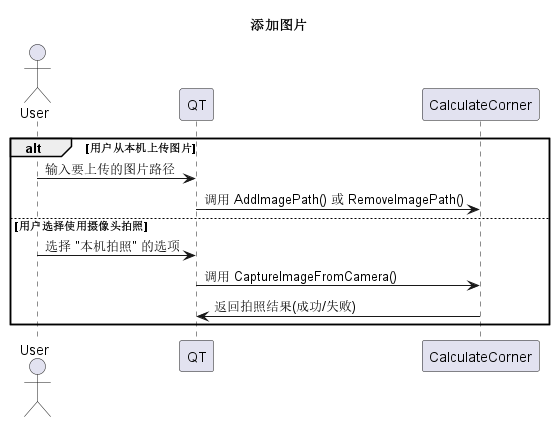 添加图片
User
QT
CalculateCorner
alt
[用户从本机上传图片]
输入要上传的图片路径
调用 AddImagePath() 或 RemoveImagePath()
[用户选择使用摄像头拍照]
选择 "本机拍照" 的选项
调用 CaptureImageFromCamera()
返回拍照结果(成功/失败)
User
QT
CalculateCorner